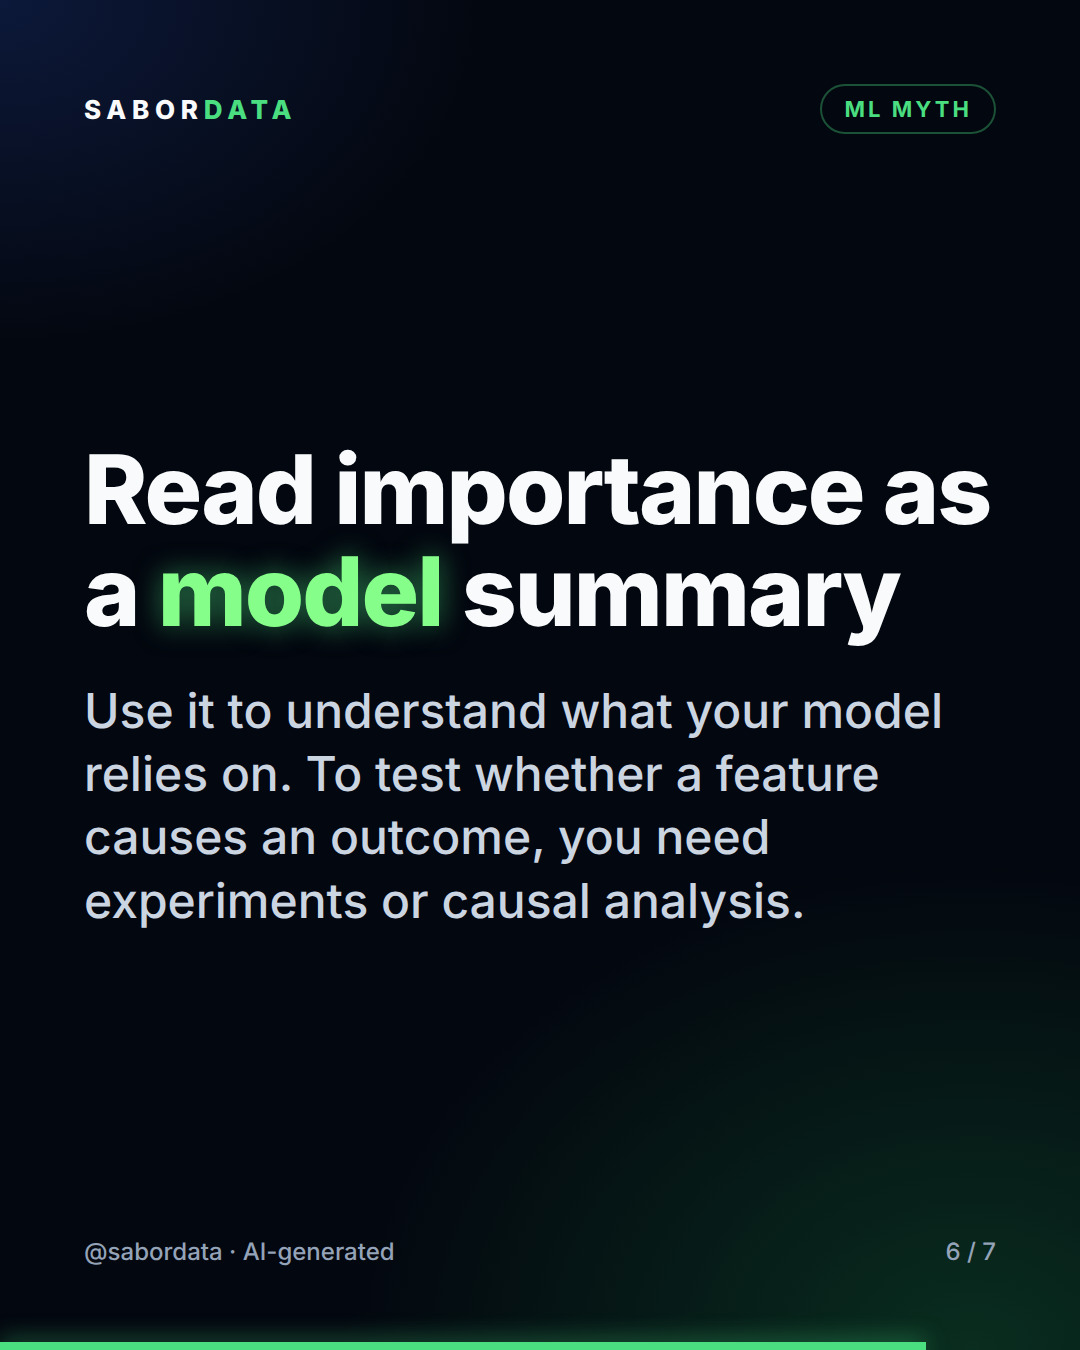 SABORDATA
ML MYTH
Read importance as
a model summary
Use it to understand what your model
relies on. To test whether a feature
causes an outcome, you need
experiments or causal analysis.
@sabordata · AI-generated
6 / 7